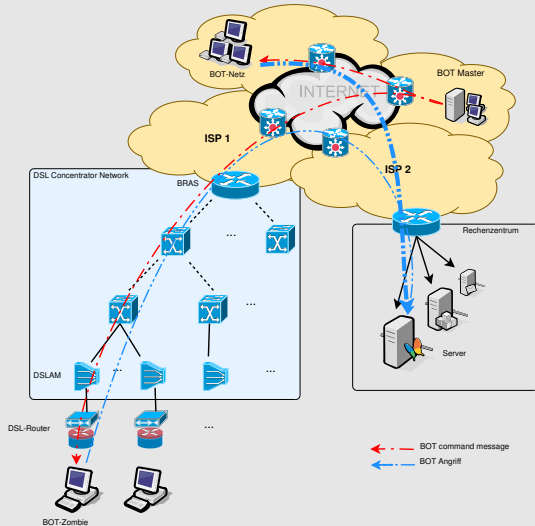 BOT-Netz
BOT Master
INTERNET
ISP 1
ISP 2
DSL Concentrator Network
BRAS
...
...
...
...
...
DSLAM
DSL-Router
...
BOT-Zombie
Rechenzentrum
Server
BOT command message
BOT Angriff